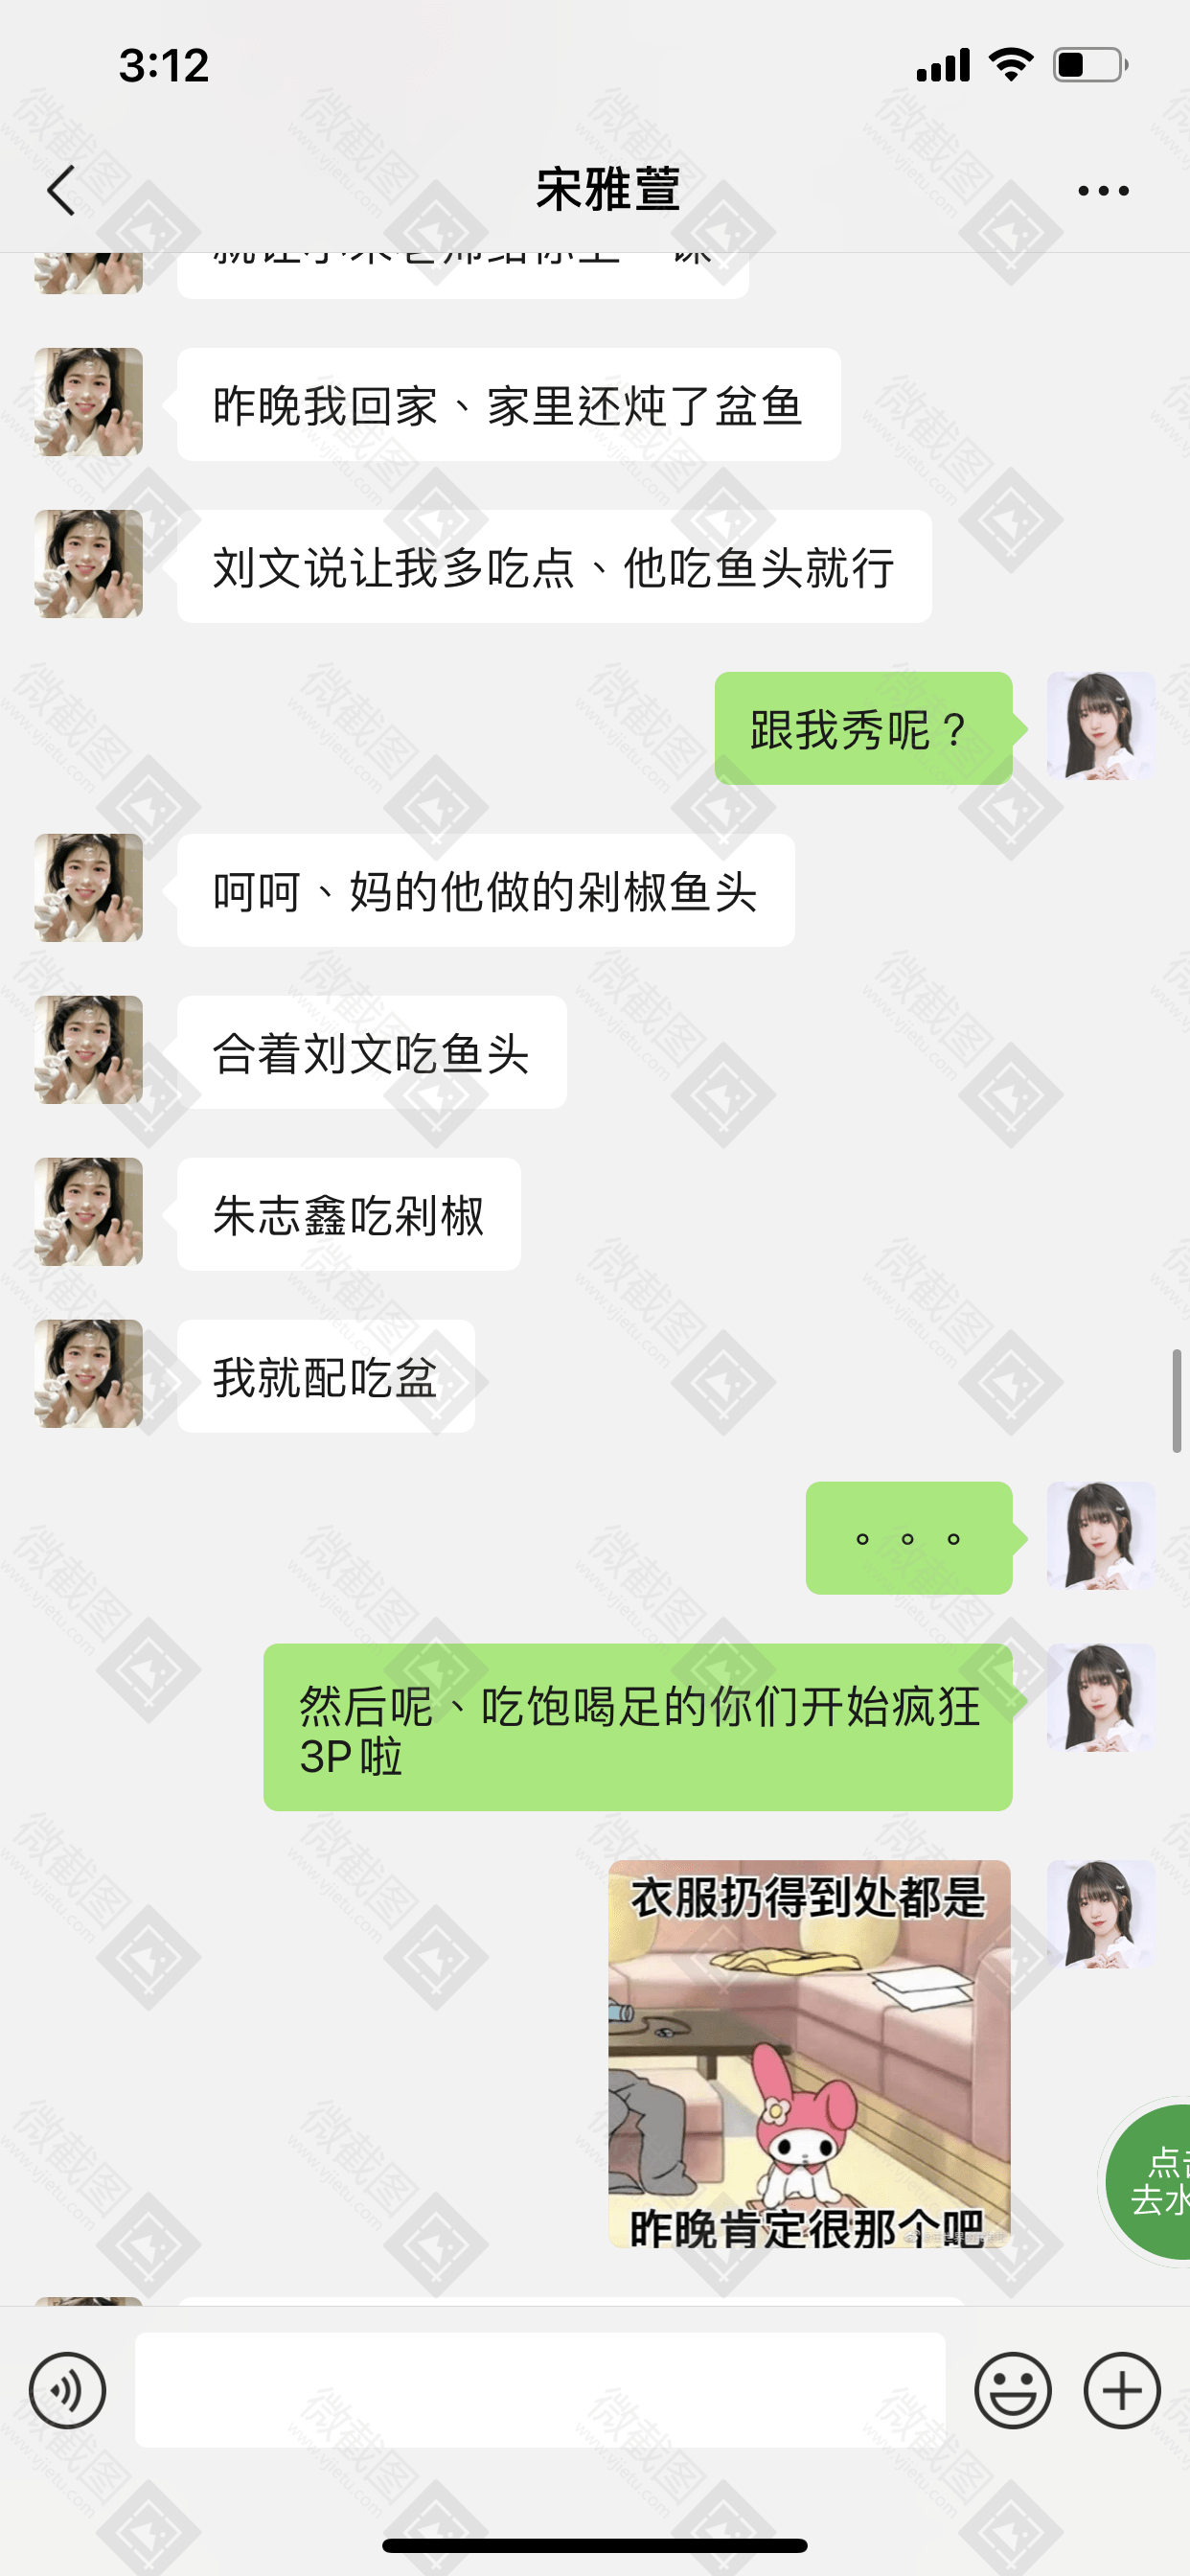 3:12
宋雅萱
昨晚我回家、家里还炖了盆鱼
刘文说让我多吃点、他吃鱼头就行
跟我秀呢？
呵呵、妈的他做的剁椒鱼头
合着刘文吃鱼头
朱志鑫吃剁椒
我就配吃盆
。。。
然后呢、吃饱喝足的你们开始疯狂
3P啦
衣服扔得到处都是
昨晚肯定很那个吧
点击
去水
微截图
www.vjietu.com